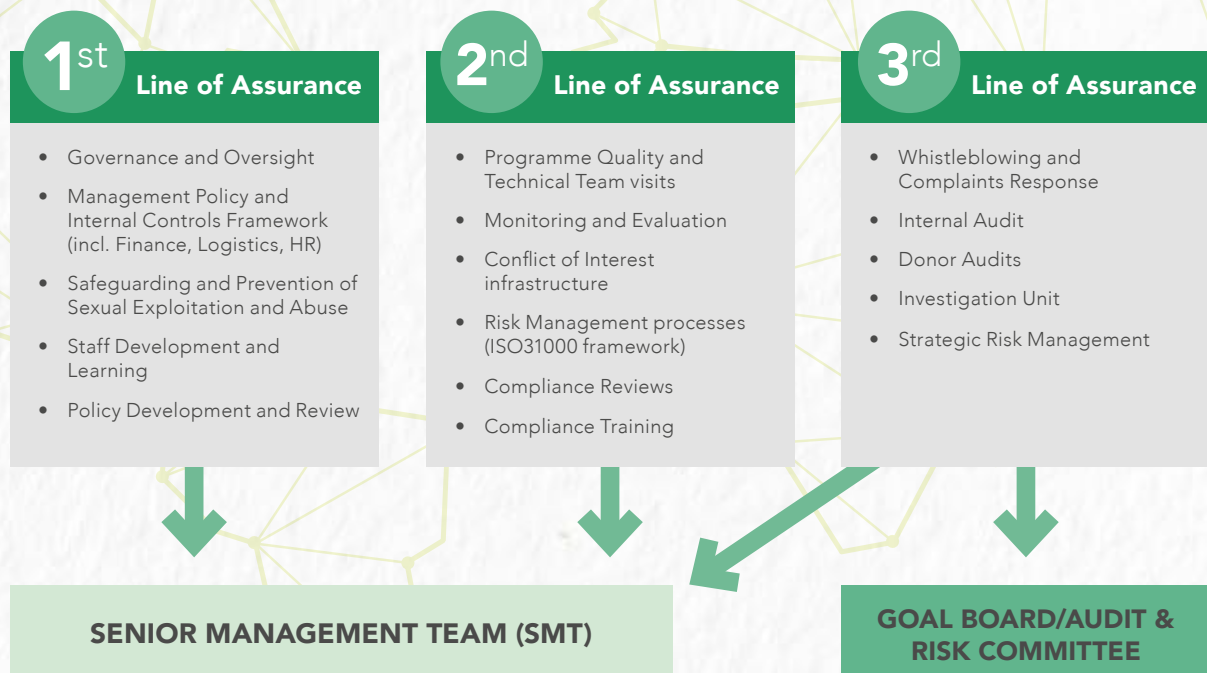 1st
Line of Assurance
• Governance and Oversight
• Management Policy and
Internal Controls Framework
(incl. Finance, Logistics, HR)
• Safeguarding and Prevention of
Sexual Exploitation and Abuse
• Staff Development and
Learning
• Policy Development and Review
2nd
Line of Assurance
• Programme Quality and
Technical Team visits
• Monitoring and Evaluation
• Conflict of Interest
infrastructure
• Risk Management processes
(ISO31000 framework)
• Compliance Reviews
• Compliance Training
3rd
Line of Assurance
• Whistleblowing and
Complaints Response
• Internal Audit
• Donor Audits
• Investigation Unit
• Strategic Risk Management
SENIOR MANAGEMENT TEAM (SMT)
GOAL BOARD/AUDIT &
RISK COMMITTEE